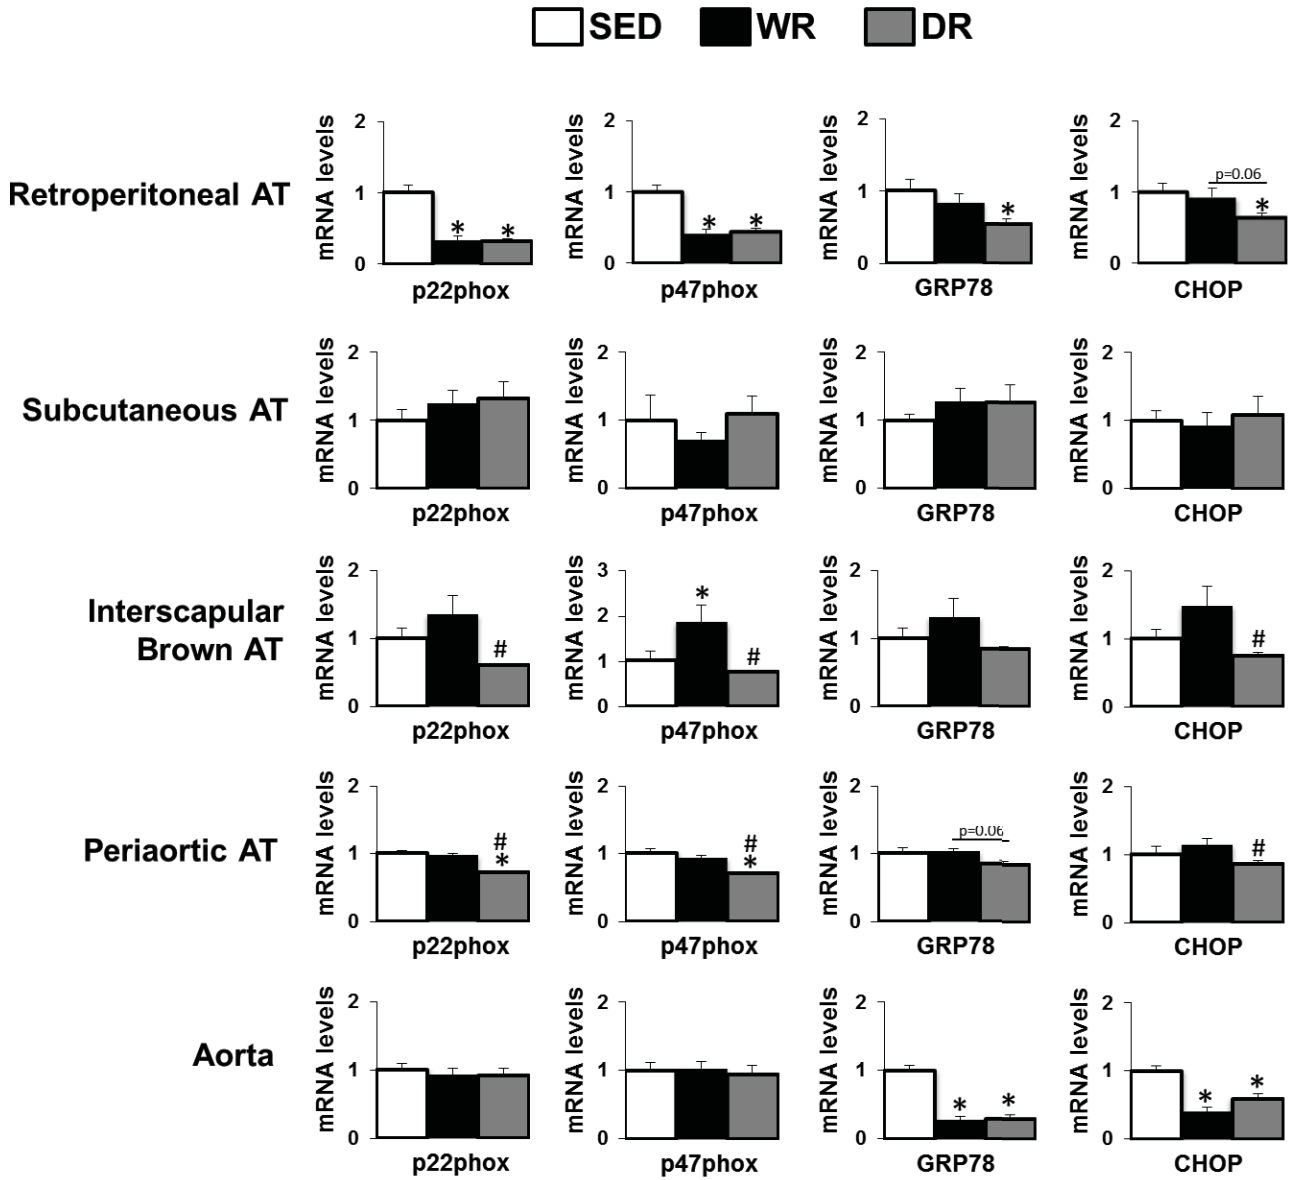 SED WR DR
Retroperitoneal AT
mRNA levels 2 1 0 p22phox * *
mRNA levels 2 1 0 p47phox * *
mRNA levels 2 1 0 GRP78 *
mRNA levels 2 1 0 CHOP p=0.06 *
Subcutaneous AT
mRNA levels 2 1 0 p22phox
mRNA levels 2 1 0 p47phox
mRNA levels 2 1 0 GRP78
mRNA levels 2 1 0 CHOP
Interscapular
Brown AT
mRNA levels 2 1 0 p22phox #
mRNA levels 3 2 1 0 p47phox * #
mRNA levels 2 1 0 GRP78
mRNA levels 2 1 0 CHOP #
Periaortic AT
mRNA levels 2 1 0 p22phox # *
mRNA levels 2 1 0 p47phox # *
mRNA levels 2 1 0 GRP78 p=0.06
mRNA levels 2 1 0 CHOP #
Aorta
mRNA levels 2 1 0 p22phox
mRNA levels 2 1 0 p47phox
mRNA levels 2 1 0 GRP78 * *
mRNA levels 2 1 0 CHOP * *